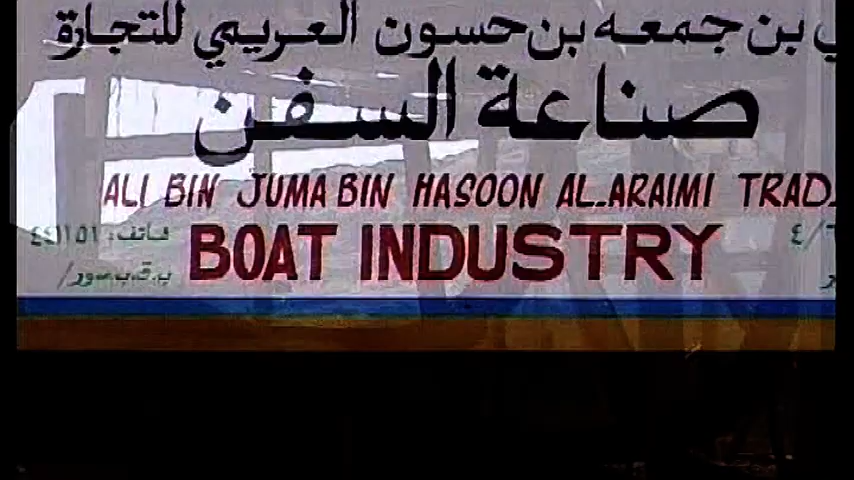 بن جمعه بن حسون العريمي للتجارة
صناعة السفن
ALI BIN JUMA BIN HASOON AL-ARAIMI TRAD
BOAT INDUSTRY